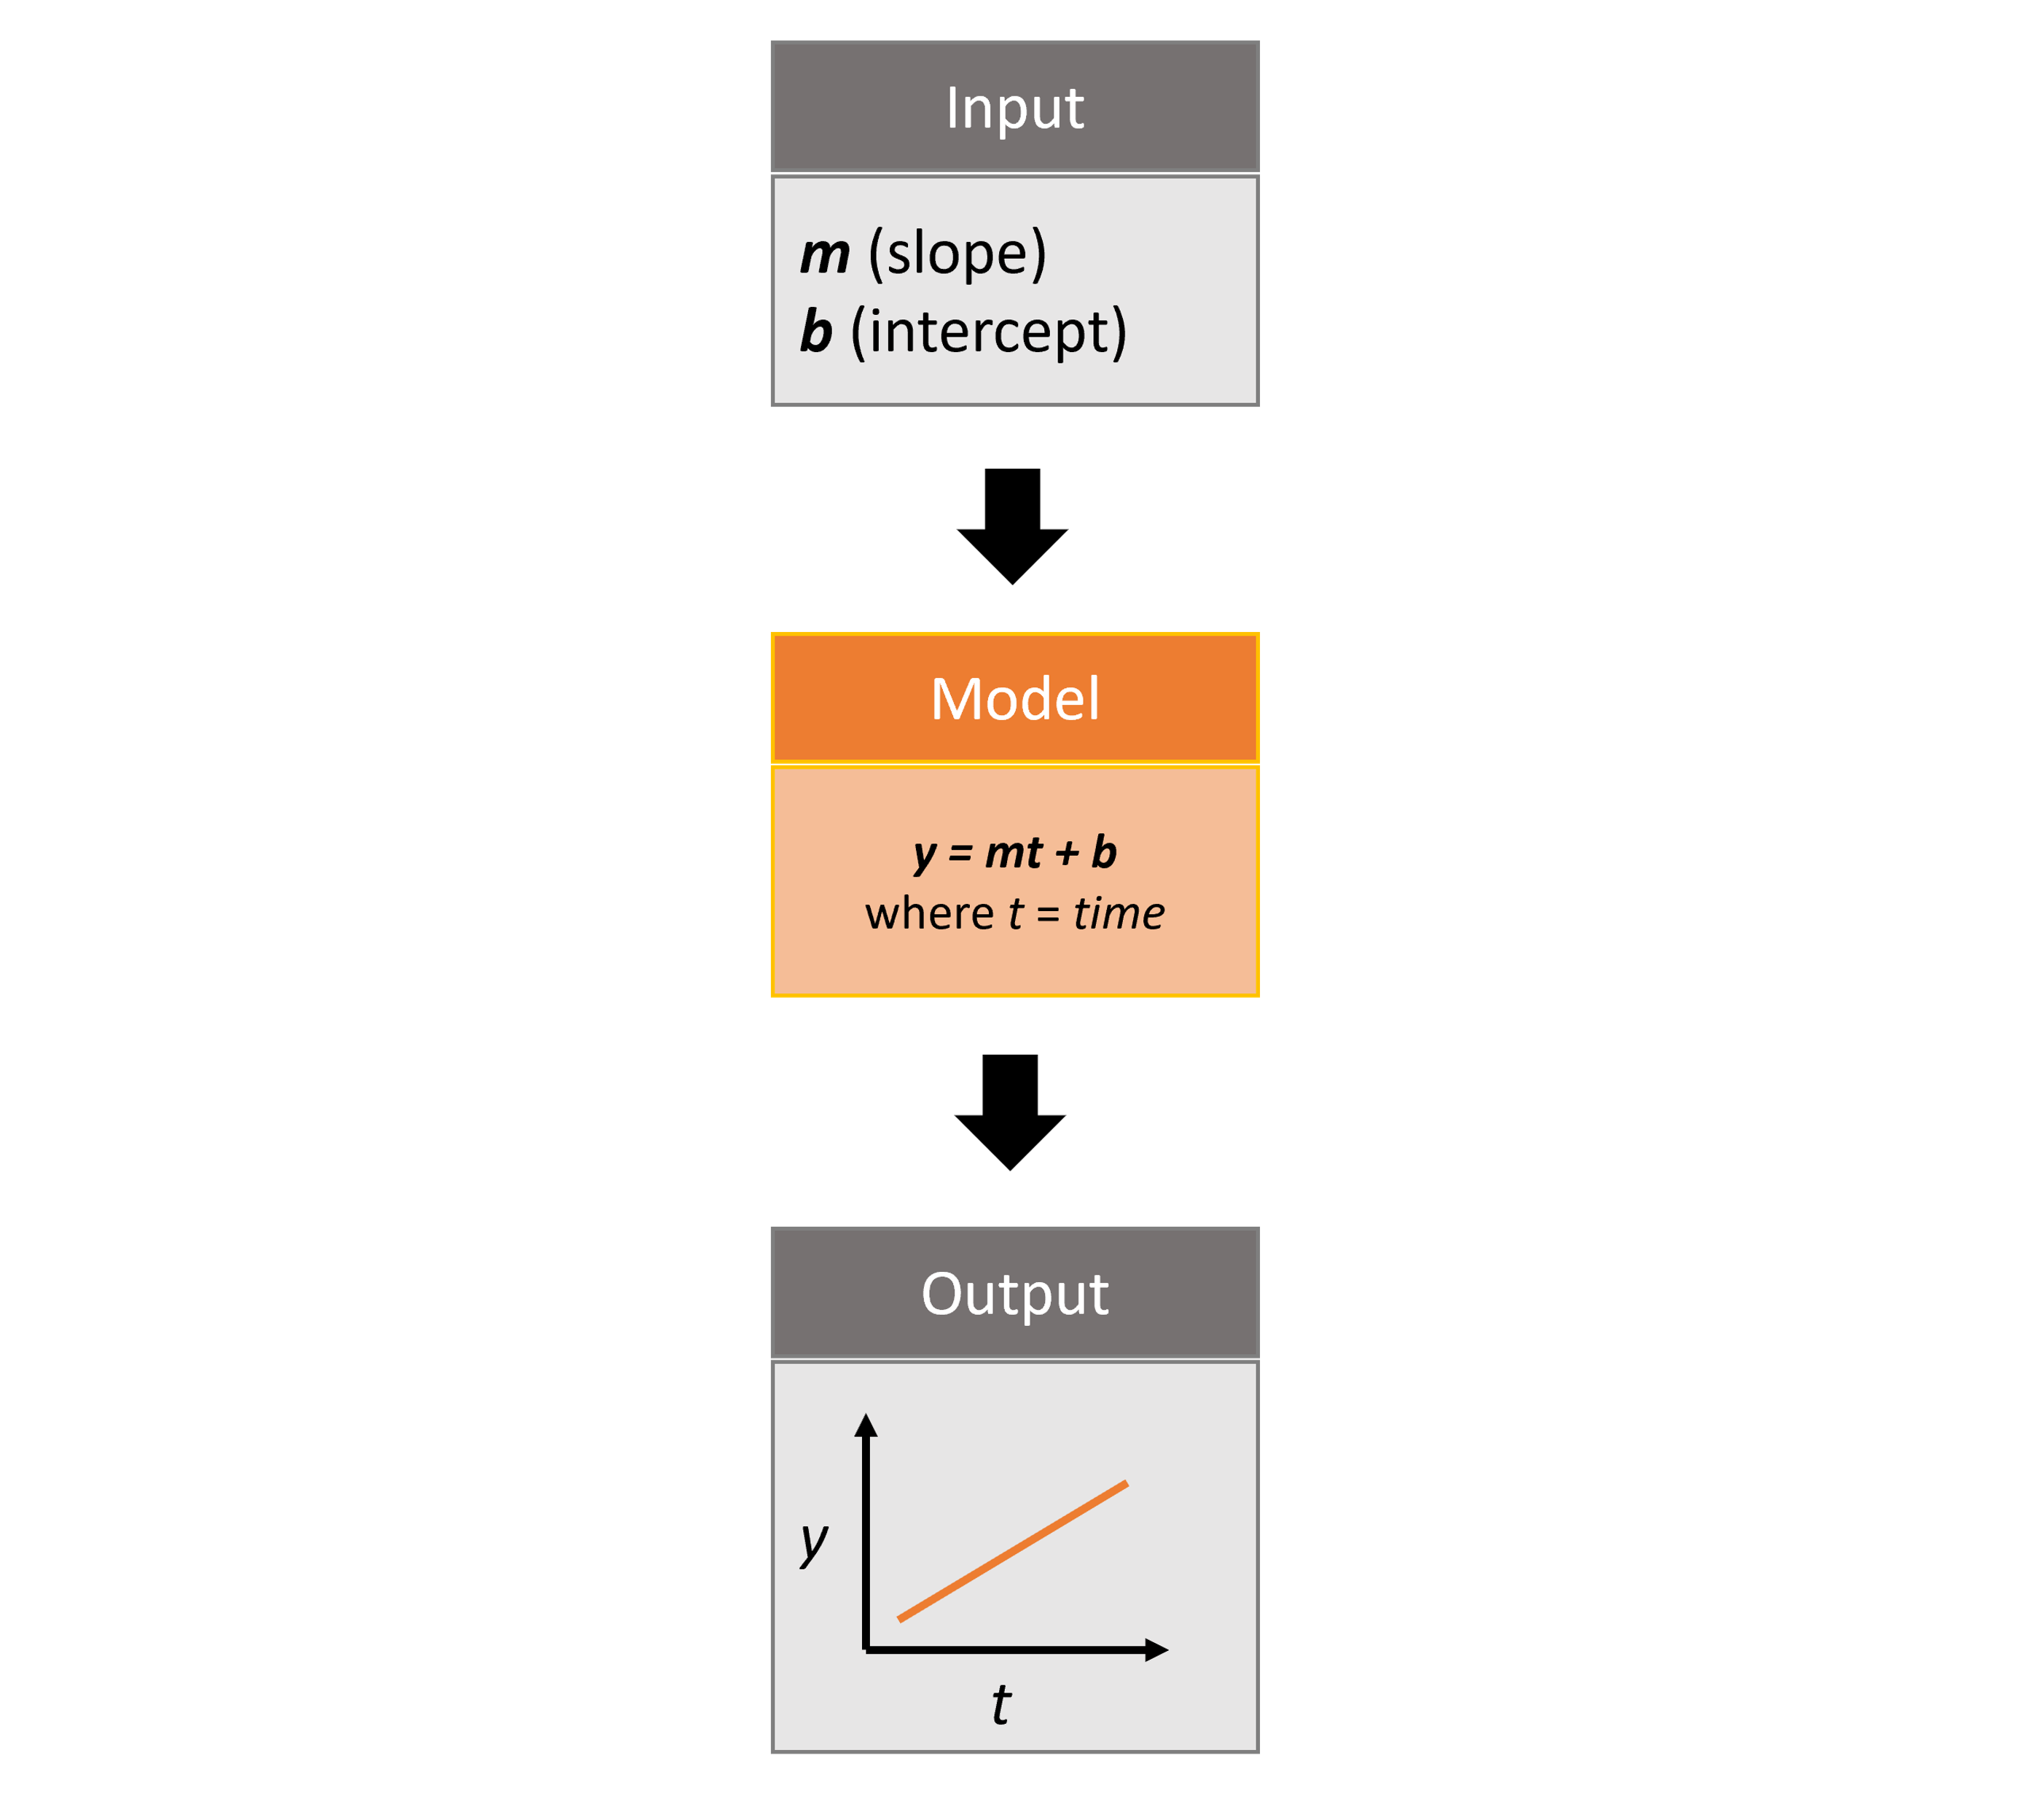 Input
m (slope)
b (intercept)
Model
y = mt + b
where t = time
Output
y
t